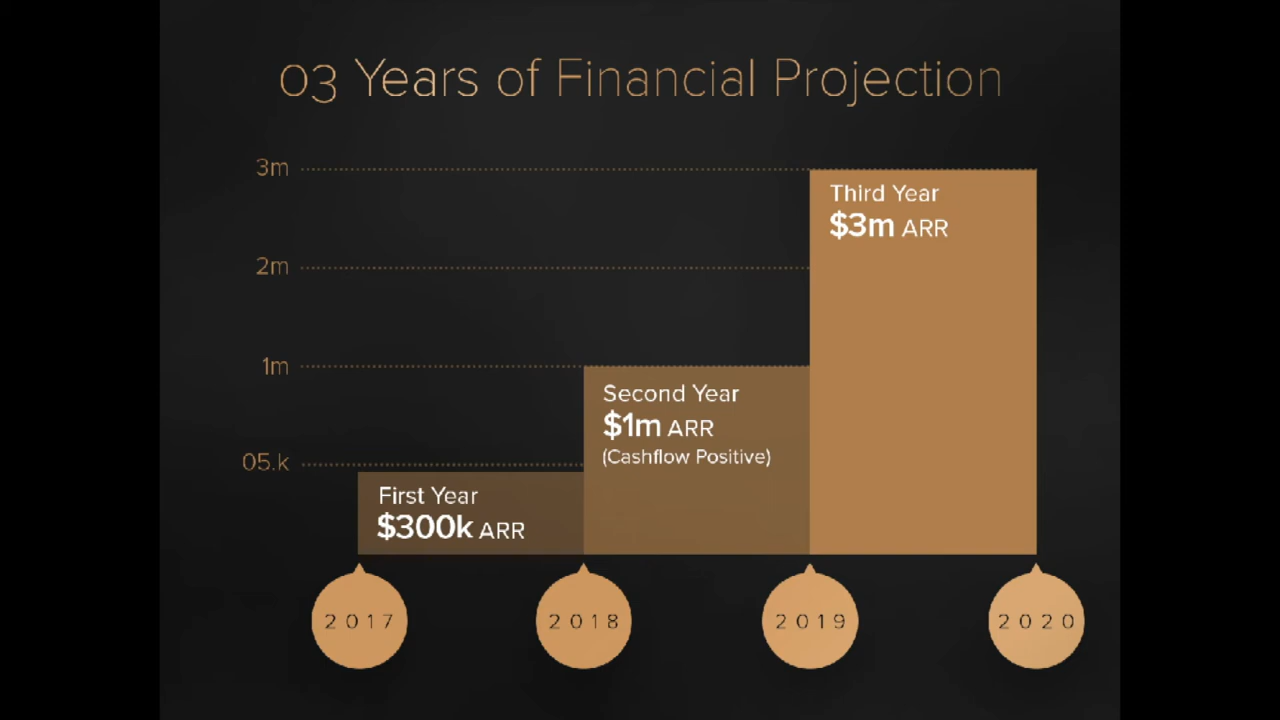 03 Years of Financial Projection
3m
Third Year
$3m ARR
2m
1m
Second Year
$1m ARR
(Cashflow Positive)
05.k
First Year
$300k ARR
2017
2018
2019
2020